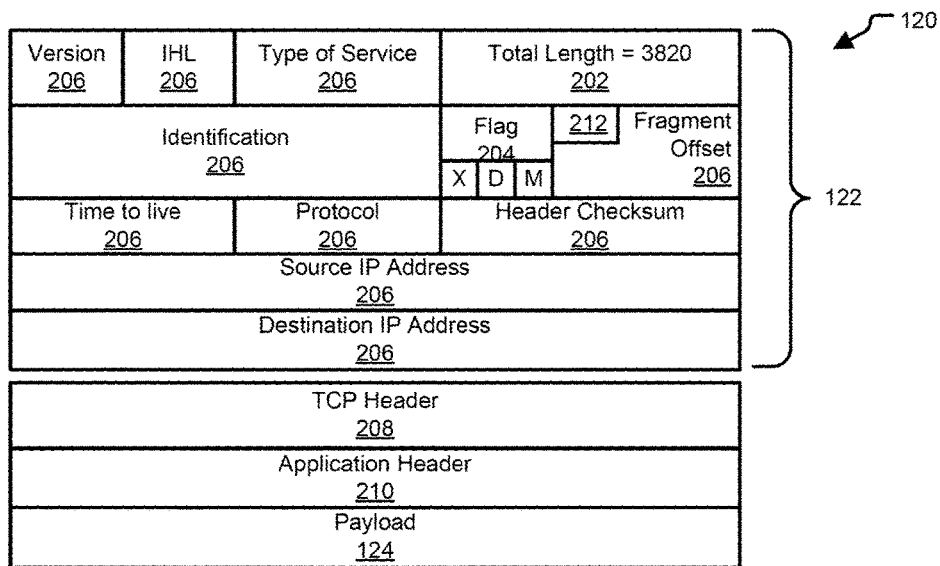 120
Version IHL Type of Service Total Length = 3820
206 206 206 202
Identification Flag 212 Fragment
206 204 Offset
X D M 206
122
Time to live Protocol Header Checksum
206 206 206
Source IP Address
206
Destination IP Address
206
TCP Header
208
Application Header
210
Payload
124